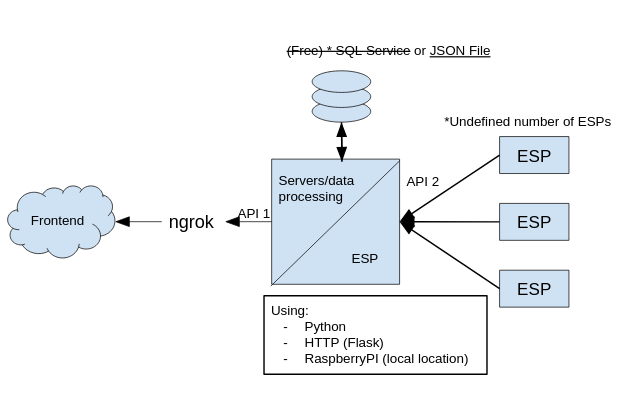 (Free) * SQL Service or JSON File
*Undefined number of ESPs
ESP
Servers/data
processing
API 2
API 1
Frontend
ngrok
ESP
ESP
ESP
Using:
- Python
- HTTP (Flask)
- RaspberryPI (local location)